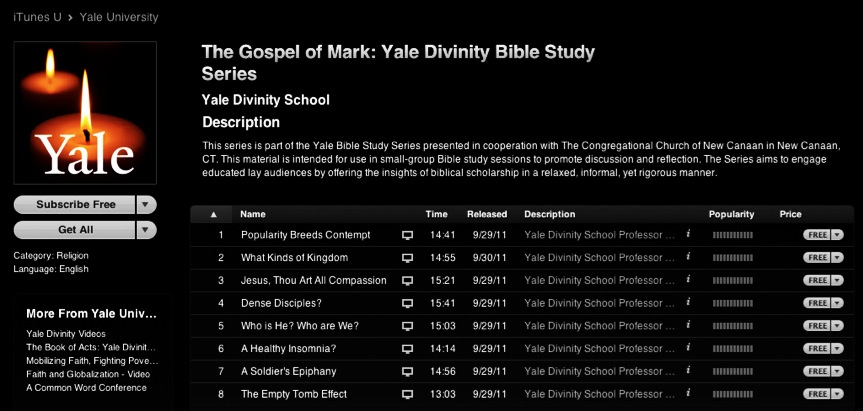 iTunes U > Yale University
Yale
Subscribe Free
Get All
Category: Religion
Language: English
More From Yale Univ...
Yale Divinity Videos
The Book of Acts: Yale Divinit...
Mobilizing Faith, Fighting Pove...
Faith and Globalization - Video
A Common Word Conference
The Gospel of Mark: Yale Divinity Bible Study
Series
Yale Divinity School
Description
This series is part of the Yale Bible Study Series presented in cooperation with The Congregational Church of New Canaan in New Canaan,
CT. This material is intended for use in small-group Bible study sessions to promote discussion and reflection. The Series aims to engage
educated lay audiences by offering the insights of biblical scholarship in a relaxed, informal, yet rigorous manner.
▲ Name Time Released Description Popularity Price
1 Popularity Breeds Contempt 14:41 9/29/11 Yale Divinity School Professor ... i FREE
2 What Kinds of Kingdom 14:55 9/30/11 Yale Divinity School Professor ... i FREE
3 Jesus, Thou Art All Compassion 15:21 9/29/11 Yale Divinity School Professor ... i FREE
4 Dense Disciples? 15:41 9/29/11 Yale Divinity School Professor ... i FREE
5 Who is He? Who are We? 15:03 9/29/11 Yale Divinity School Professor ... i FREE
6 A Healthy Insomnia? 14:14 9/29/11 Yale Divinity School Professor ... i FREE
7 A Soldier's Epiphany 14:56 9/29/11 Yale Divinity School Professor ... i FREE
8 The Empty Tomb Effect 13:03 9/29/11 Yale Divinity School Professor ... i FREE